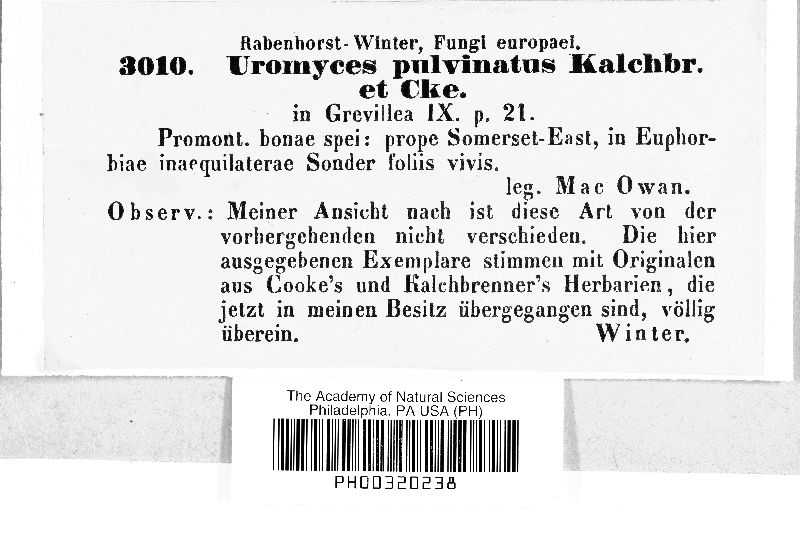 Rabenhorst-Winter, Fungi europaei.
3010. Uromyces pulvinatus Kalchbr.
et Cke.
in Grevillea IX. p. 21.
Promont. bonae spei: prope Somerset-East, in Euphor-
biae inaequilaterae Sonder foliis vivis.
leg. Mac Owan.
Observ.: Meiner Ansicht nach ist diese Art von der
vorhergehenden nicht verschieden. Die hier
ausgegebenen Exemplare stimmen mit Originalen
aus Cooke's und Kalchbrenner's Herbarien, die
jetzt in meinen Besitz übergegangen sind, völlig
überein. Winter.
The Academy of Natural Sciences
Philadelphia, PA USA (PH)
PH00320238